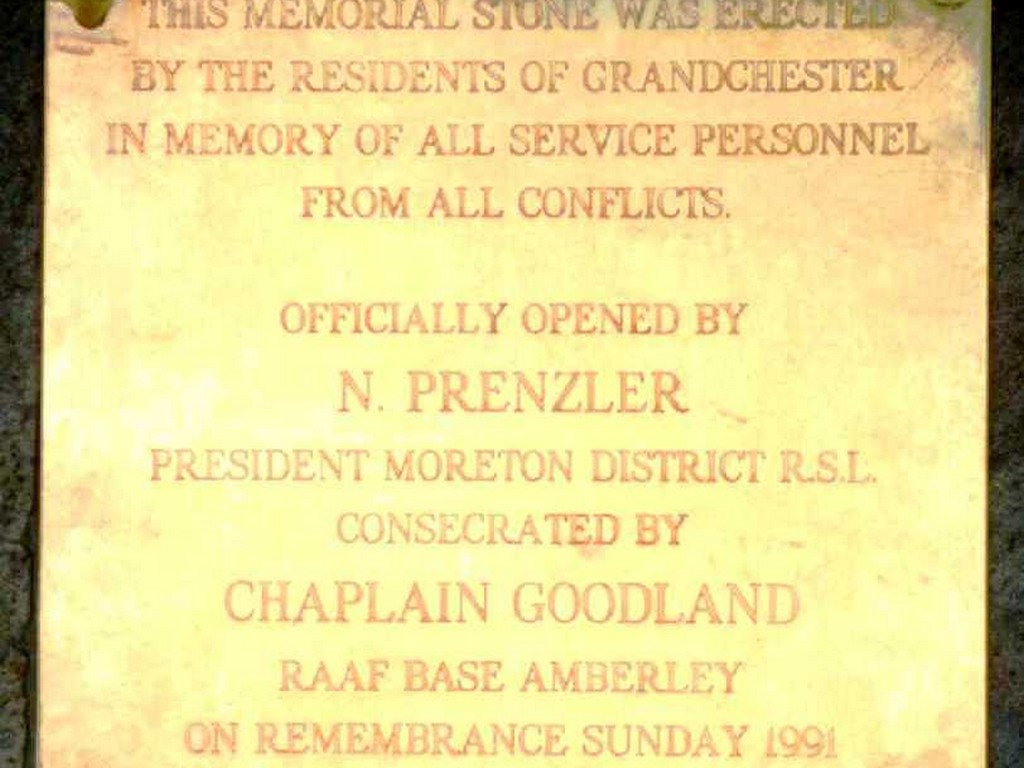 THIS MEMORIAL STONE WAS ERECTED
BY THE RESIDENTS OF GRANDCHESTER
IN MEMORY OF ALL SERVICE PERSONNEL
FROM ALL CONFLICTS.
OFFICIALLY OPENED BY
N. PRENZLER
PRESIDENT MORETON DISTRICT R.S.L.
CONSECRATED BY
CHAPLAIN GOODLAND
RAAF BASE AMBERLEY
ON REMEMBRANCE SUNDAY 1991